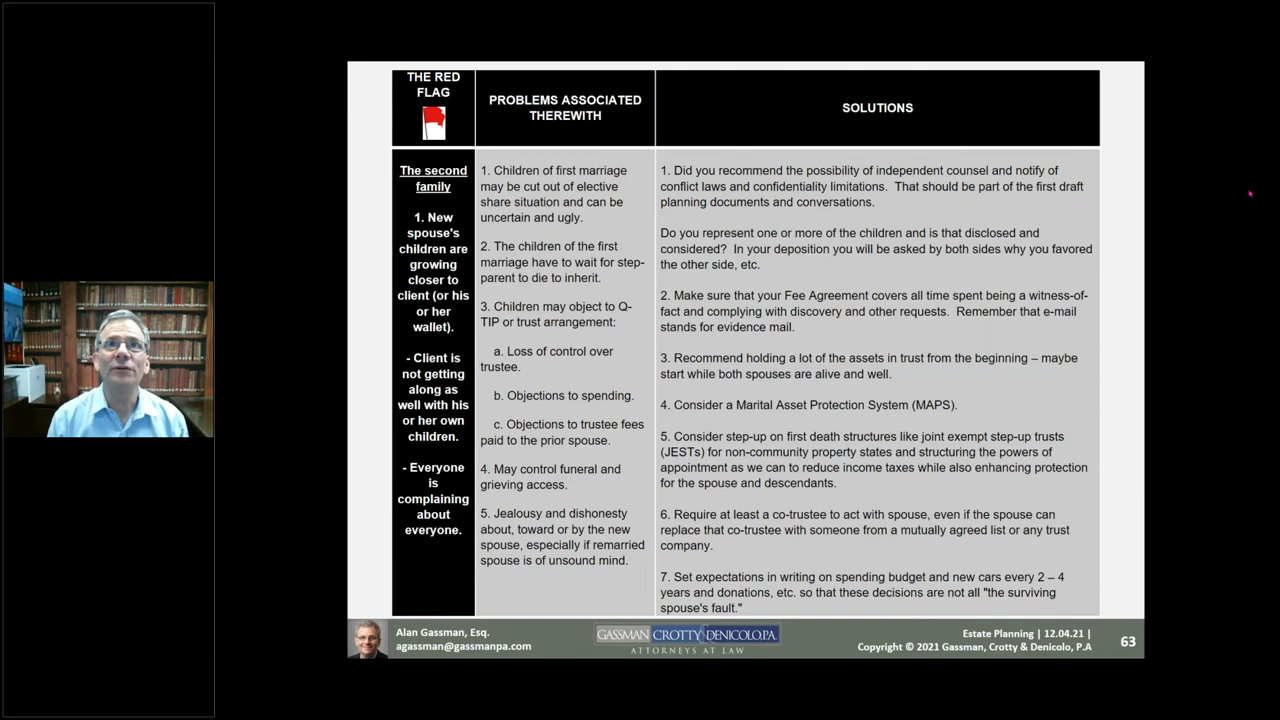 THE RED
FLAG
PROBLEMS ASSOCIATED
THEREWITH
SOLUTIONS
The second
family
1. New
spouse's
children are
growing
closer to
client (or his
or her
wallet).
- Client is
not getting
along as
well with his
or her own
children.
- Everyone
is
complaining
about
everyone.
1. Children of first marriage
may be cut out of elective
share situation and can be
uncertain and ugly.
2. The children of the first
marriage have to wait for step-
parent to die to inherit.
3. Children may object to Q-
TIP or trust arrangement:
a. Loss of control over
trustee.
b. Objections to spending.
c. Objections to trustee fees
paid to the prior spouse.
4. May control funeral and
grieving access.
5. Jealousy and dishonesty
about, toward or by the new
spouse, especially if remarried
spouse is of unsound mind.
1. Did you recommend the possibility of independent counsel and notify of
conflict laws and confidentiality limitations. That should be part of the first draft
planning documents and conversations.
Do you represent one or more of the children and is that disclosed and
considered? In your deposition you will be asked by both sides why you favored
the other side, etc.
2. Make sure that your Fee Agreement covers all time spent being a witness-of-
fact and complying with discovery and other requests. Remember that e-mail
stands for evidence mail.
3. Recommend holding a lot of the assets in trust from the beginning – maybe
start while both spouses are alive and well.
4. Consider a Marital Asset Protection System (MAPS).
5. Consider step-up on first death structures like joint exempt step-up trusts
(JESTs) for non-community property states and structuring the powers of
appointment as we can to reduce income taxes while also enhancing protection
for the spouse and descendants.
6. Require at least a co-trustee to act with spouse, even if the spouse can
replace that co-trustee with someone from a mutually agreed list or any trust
company.
7. Set expectations in writing on spending budget and new cars every 2 – 4
years and donations, etc. so that these decisions are not all "the surviving
spouse's fault."
Alan Gassman, Esq.
agassman@gassmanpa.com
GASSMAN CROTTY DENICOLO, P.A.
ATTORNEYS AT LAW
Estate Planning | 12.04.21 |
Copyright © 2021 Gassman, Crotty & Denicolo, P.A
63